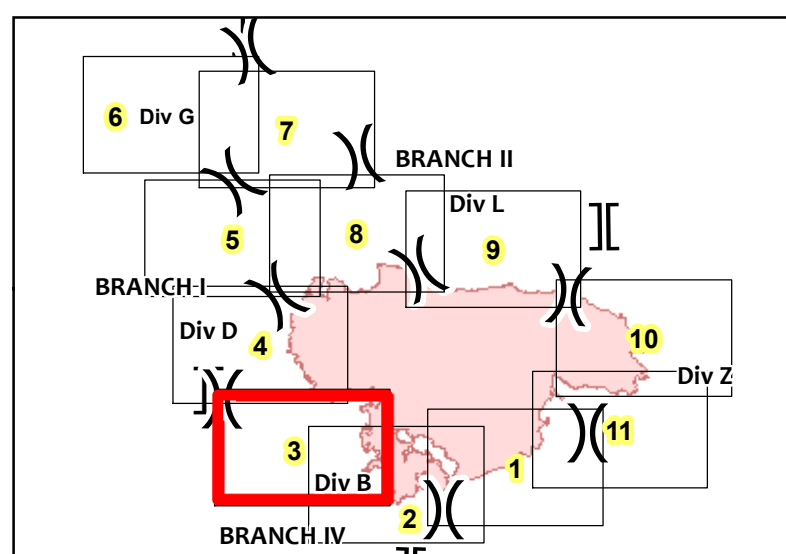 6
Div G
7
BRANCH II
Div L
5
8
9
BRANCH I
Div D
4
10
Div Z
3
11
1
Div B
2
BRANCH IV